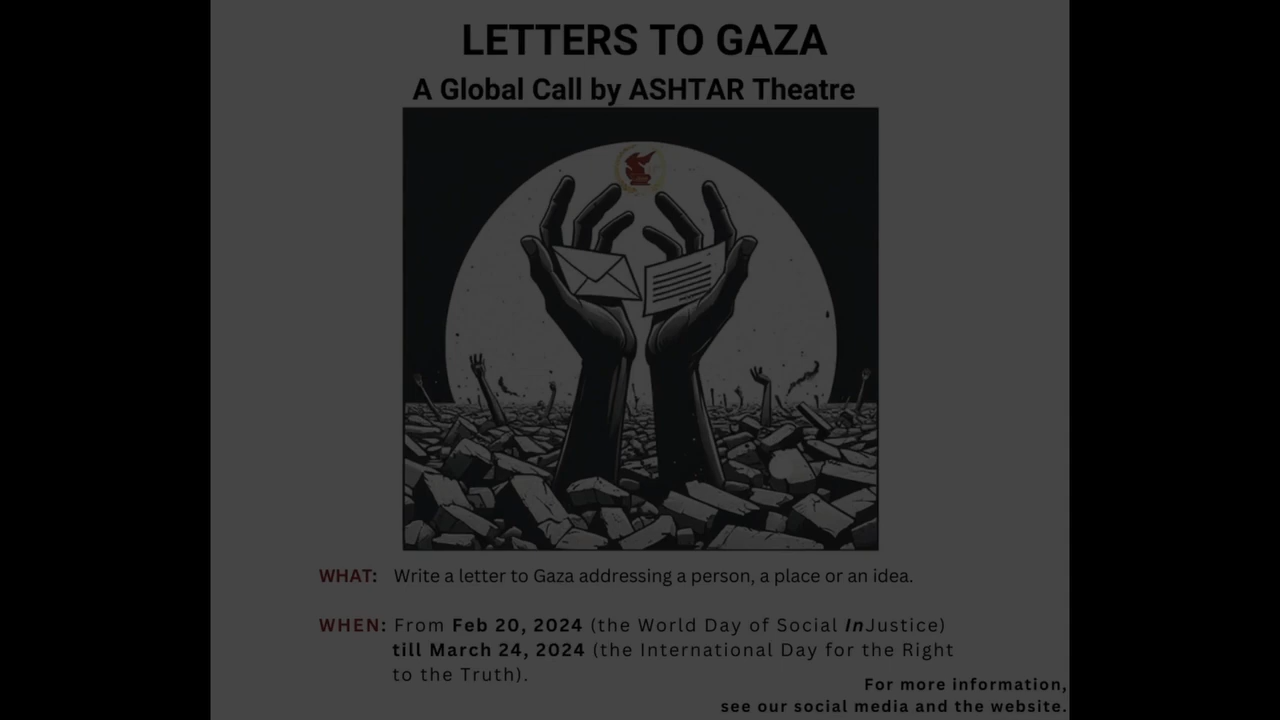 LETTERS TO GAZA
A Global Call by ASHTAR Theatre
WHAT: Write a letter to Gaza addressing a person, a place or an idea.
WHEN: From Feb 20, 2024 (the World Day of Social InJustice)
till March 24, 2024 (the International Day for the Right
to the Truth).
For more information,
see our social media and the website.